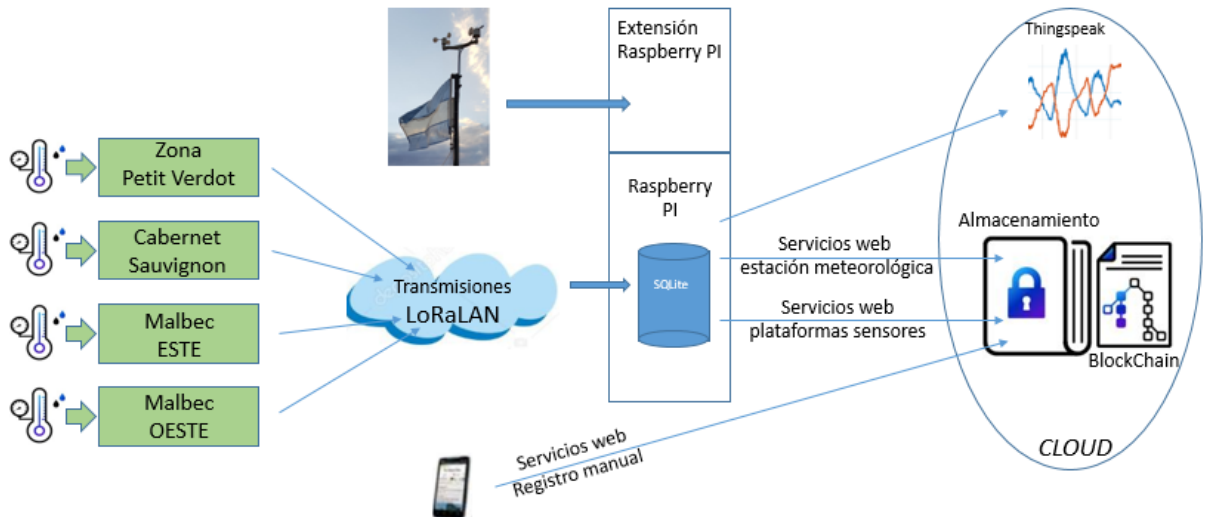 Extensión
Raspberry PI
Thingspeak
Zona
Petit Verdot
Cabernet
Sauvignon
Malbec
ESTE
Malbec
OESTE
Transmisiones
LoRaLAN
Raspberry
PI
SQLite
Servicios web
estación meteorológica
Servicios web
plataformas sensores
Servicios web
Registro manual
Almacenamiento
BlockChain
CLOUD